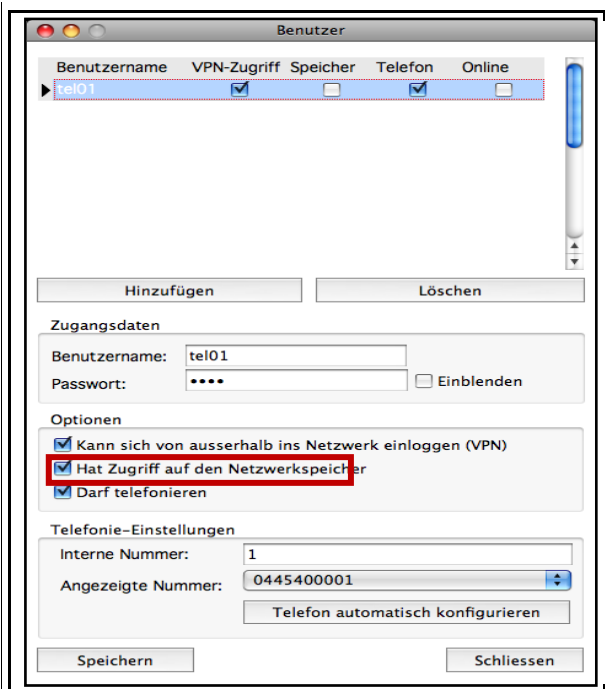 Benutzer
Benutzername VPN-Zugriff Speicher Telefon Online
tel01
Hinzufügen Löschen
Zugangsdaten
Benutzername: tel01
Passwort: •••• Einblenden
Optionen
Kann sich von ausserhalb ins Netzwerk einloggen (VPN)
Hat Zugriff auf den Netzwerkspeicher
Darf telefonieren
Telefonie-Einstellungen
Interne Nummer: 1
Angezeigte Nummer: 0445400001
Telefon automatisch konfigurieren
Speichern Schliessen